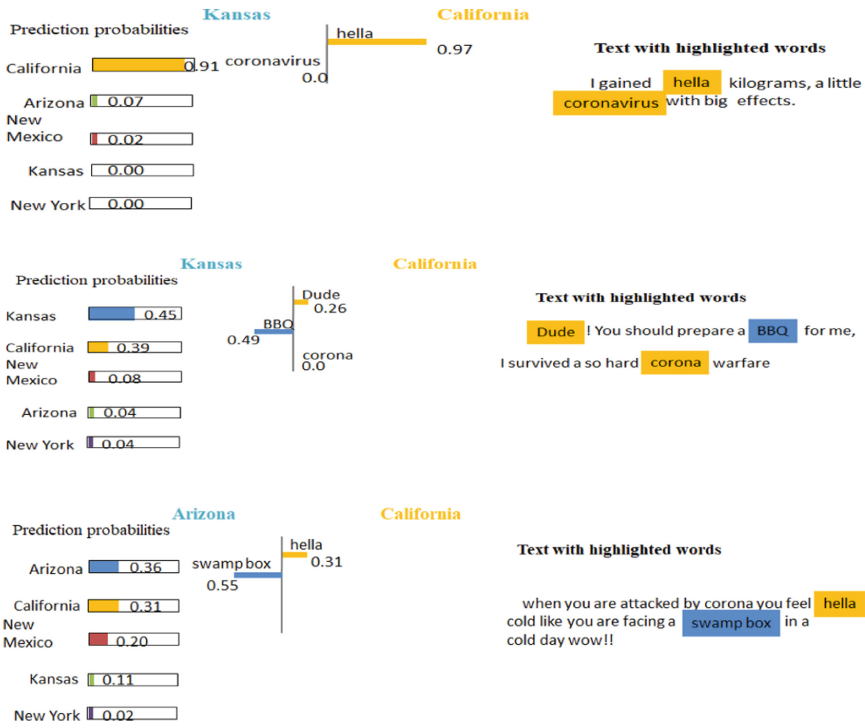 Kansas California
Prediction probabilities
hella
0.97
coronavirus
0.0
California 0.91
Arizona 0.07
New
Mexico 0.02
Kansas 0.00
New York 0.00
Text with highlighted words
I gained hella kilograms, a little
coronavirus with big effects.
Kansas California
Prediction probabilities
Dude
0.26
BBQ
0.49
corona
0.0
Kansas 0.45
California 0.39
New
Mexico 0.08
Arizona 0.04
New York 0.04
Text with highlighted words
Dude ! You should prepare a BBQ for me,
I survived a so hard corona warfare
Arizona California
Prediction probabilities
hella
0.31
swamp box
0.55
Arizona 0.36
California 0.31
New
Mexico 0.20
Kansas 0.11
New York 0.02
Text with highlighted words
when you are attacked by corona you feel hella
cold like you are facing a swamp box in a
cold day wow!!